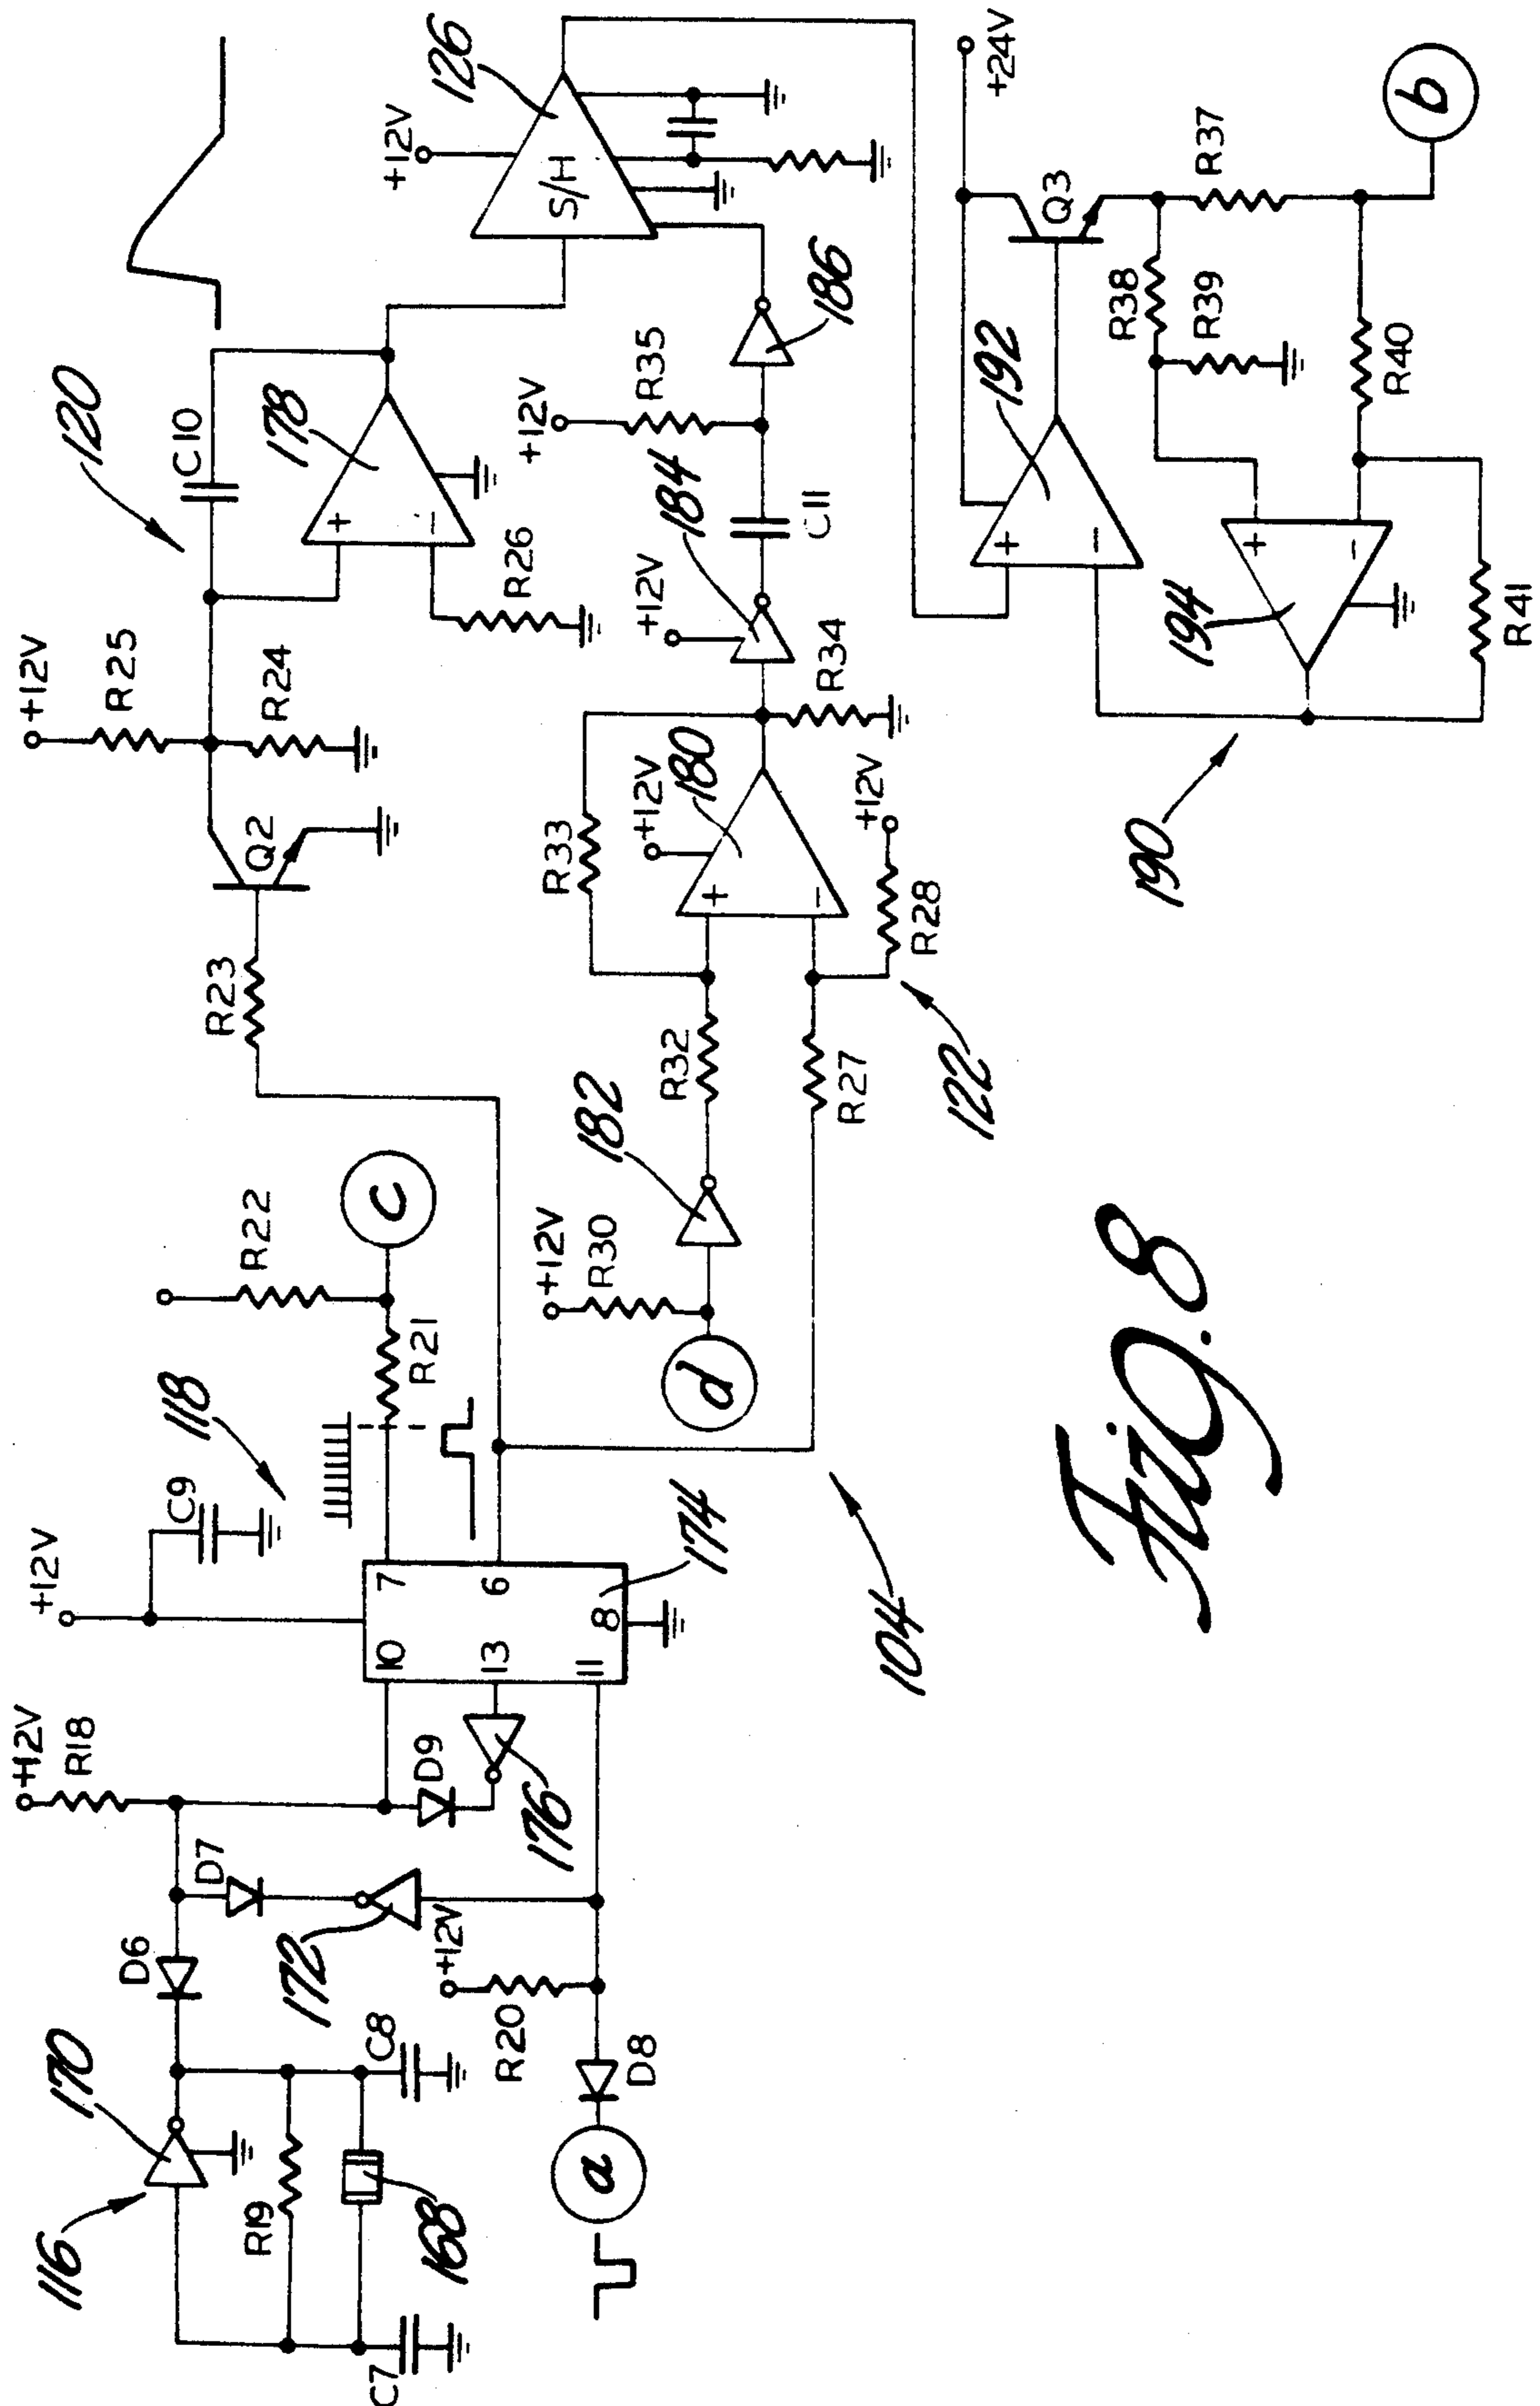 +12V
R25
R24
C10
120
178
+
−
R26
+12V
126
S/H
R23
Q2
+12V
R35
186
+12V
184
C11
R34
R33
+12V
180
+
−
+12V
R28
R32
182
R27
122
+12V
R30
d
R22
C
R21
118
C9
+12V
7
10
6
13
11
8
174
104
+12V
R18
D9
176
D7
172
D6
+12V
R20
D8
a
170
116
C8
R19
168
C7
+24V
Q3
R37
b
R38
R39
192
+
−
R40
194
+
−
R41
190
Fig. 8